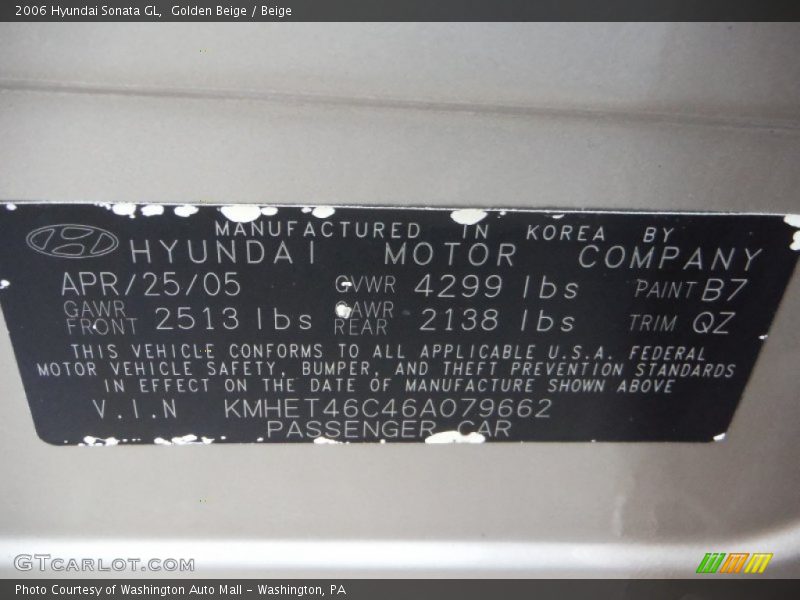 2006 Hyundai Sonata GL,  Golden Beige / Beige
MANUFACTURED IN KOREA BY
HYUNDAI MOTOR COMPANY
APR/25/05 GVWR 4299 lbs PAINT B7
GAWR FRONT 2513 lbs GAWR REAR 2138 lbs TRIM QZ
THIS VEHICLE CONFORMS TO ALL APPLICABLE U.S.A. FEDERAL
MOTOR VEHICLE SAFETY, BUMPER, AND THEFT PREVENTION STANDARDS
IN EFFECT ON THE DATE OF MANUFACTURE SHOWN ABOVE
V.I.N KMHET46C46A079662
PASSENGER CAR
GTCARLOT.COM
Photo Courtesy of Washington Auto Mall - Washington, PA